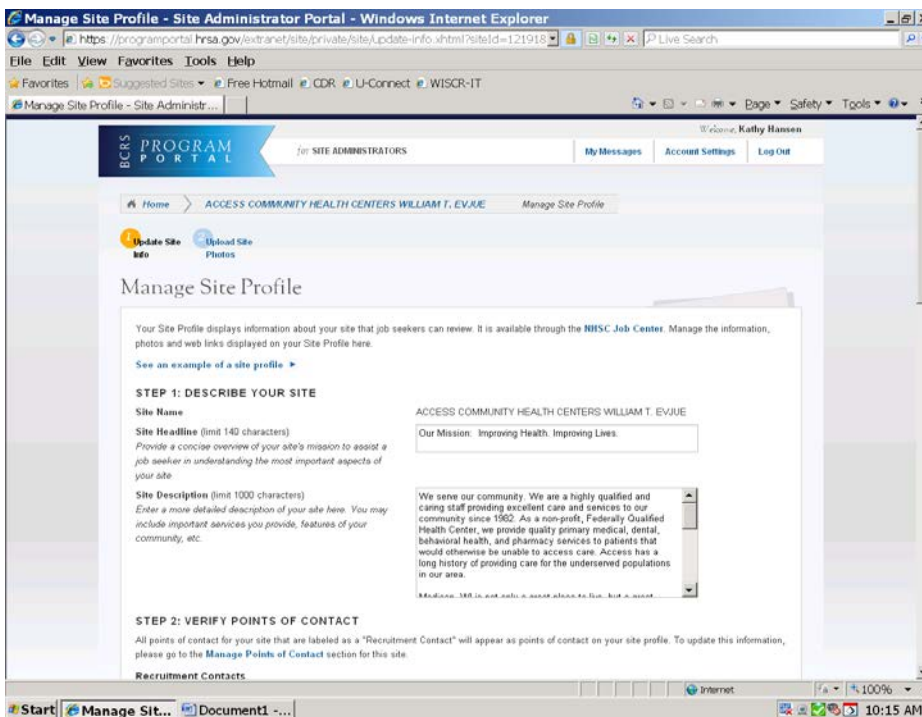 Manage Site Profile - Site Administrator Portal - Windows Internet Explorer
https://programportal.hrsa.gov/extranet/site/private/site/update-info.xhtml?siteId=121918
Live Search
File Edit View Favorites Tools Help
Favorites Suggested Sites Free Hotmail CDR U-Connect WISCR-IT
Manage Site Profile - Site Administr...
Page Safety Tools
Welcome, Kathy Hansen
BCRS PROGRAM PORTAL
for SITE ADMINISTRATORS
My Messages Account Settings Log Out
Home ACCESS COMMUNITY HEALTH CENTERS WILLIAM T. EVJUE Manage Site Profile
1 Update Site Info
2 Upload Site Photos
Manage Site Profile
Your Site Profile displays information about your site that job seekers can review. It is available through the NHSC Job Center. Manage the information,
photos and web links displayed on your Site Profile here.
See an example of a site profile
STEP 1: DESCRIBE YOUR SITE
Site Name
ACCESS COMMUNITY HEALTH CENTERS WILLIAM T. EVJUE
Site Headline (limit 140 characters)
Provide a concise overview of your site's mission to assist a
job seeker in understanding the most important aspects of
your site
Our Mission: Improving Health. Improving Lives.
Site Description (limit 1000 characters)
Enter a more detailed description of your site here. You may
include important services you provide, features of your
community, etc.
We serve our community. We are a highly qualified and
caring staff providing excellent care and services to our
community since 1982. As a non-profit, Federally Qualified
Health Center, we provide quality primary medical, dental,
behavioral health, and pharmacy services to patients that
would otherwise be unable to access care. Access has a
long history of providing care for the underserved populations
in our area.
Madison, WI is not only a great place to live, but a great
STEP 2: VERIFY POINTS OF CONTACT
All points of contact for your site that are labeled as a "Recruitment Contact" will appear as points of contact on your site profile. To update this information,
please go to the Manage Points of Contact section for this site.
Recruitment Contacts
Internet
100%
Start Manage Sit... Document1 -...
10:15 AM